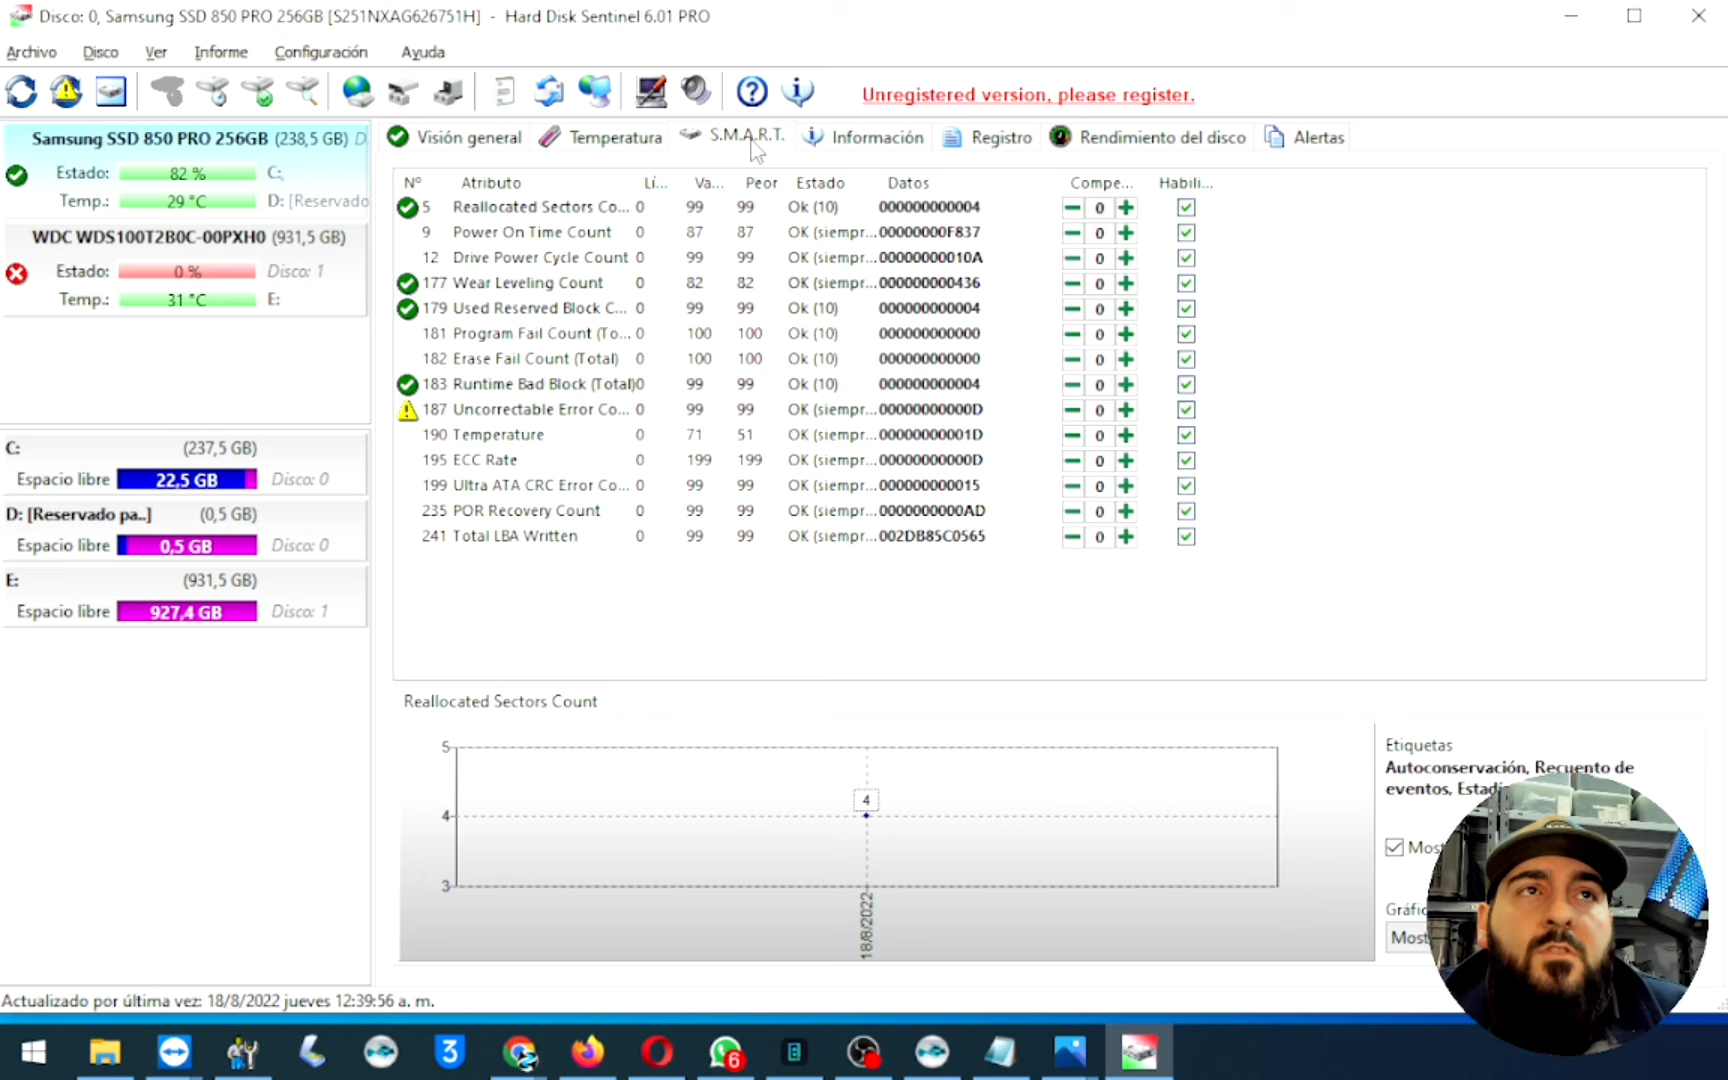 Disco: 0, Samsung SSD 850 PRO 256GB [S251NXAG626751H] - Hard Disk Sentinel 6.01 PRO
Archivo Disco Ver Informe Configuración Ayuda
Unregistered version, please register.
Samsung SSD 850 PRO 256GB (238,5 GB) D
Estado: 82 % C:,
Temp.: 29 °C D: [Reservado
WDC WDS100T2B0C-00PXH0 (931,5 GB)
Estado: 0 % Disco: 1
Temp.: 31 °C E:
C: (237,5 GB)
Espacio libre 22,5 GB Disco: 0
D: [Reservado pa..] (0,5 GB)
Espacio libre 0,5 GB Disco: 0
E: (931,5 GB)
Espacio libre 927,4 GB Disco: 1
Visión general Temperatura S.M.A.R.T. Información Registro Rendimiento del disco Alertas
Nº Atributo Lí... Va... Peor Estado Datos Compe... Habili...
5 Reallocated Sectors Co... 0 99 99 Ok (10) 000000000004 0
9 Power On Time Count 0 87 87 OK (siempr... 00000000F837 0
12 Drive Power Cycle Count 0 99 99 OK (siempr... 00000000010A 0
177 Wear Leveling Count 0 82 82 OK (siempr... 000000000436 0
179 Used Reserved Block C... 0 99 99 Ok (10) 000000000004 0
181 Program Fail Count (To... 0 100 100 Ok (10) 000000000000 0
182 Erase Fail Count (Total) 0 100 100 Ok (10) 000000000000 0
183 Runtime Bad Block (Total) 0 99 99 Ok (10) 000000000004 0
187 Uncorrectable Error Co... 0 99 99 OK (siempr... 00000000000D 0
190 Temperature 0 71 51 OK (siempr... 00000000001D 0
195 ECC Rate 0 199 199 OK (siempr... 00000000000D 0
199 Ultra ATA CRC Error Co... 0 99 99 OK (siempr... 000000000015 0
235 POR Recovery Count 0 99 99 OK (siempr... 0000000000AD 0
241 Total LBA Written 0 99 99 OK (siempr... 002DB85C0565 0
Reallocated Sectors Count
5
4
3
4
18/8/2022
Etiquetas
Autoconservación, Recuento de
eventos, Estadí
Most
Gráfic
Most
Actualizado por última vez: 18/8/2022 jueves 12:39:56 a. m.
3
6